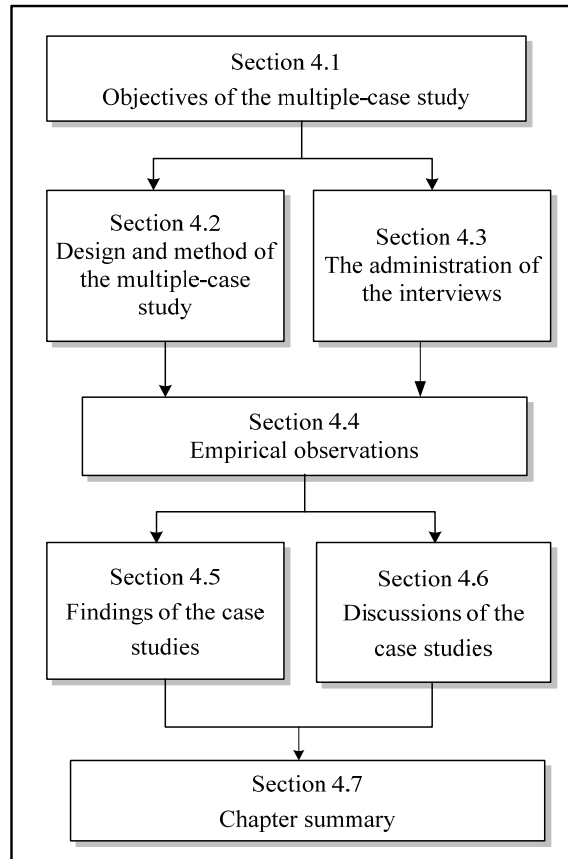 Section 4.1
Objectives of the multiple-case study
Section 4.2
Design and method of
the multiple-case
study
Section 4.3
The administration of
the interviews
Section 4.4
Empirical observations
Section 4.5
Findings of the case
studies
Section 4.6
Discussions of the
case studies
Section 4.7
Chapter summary